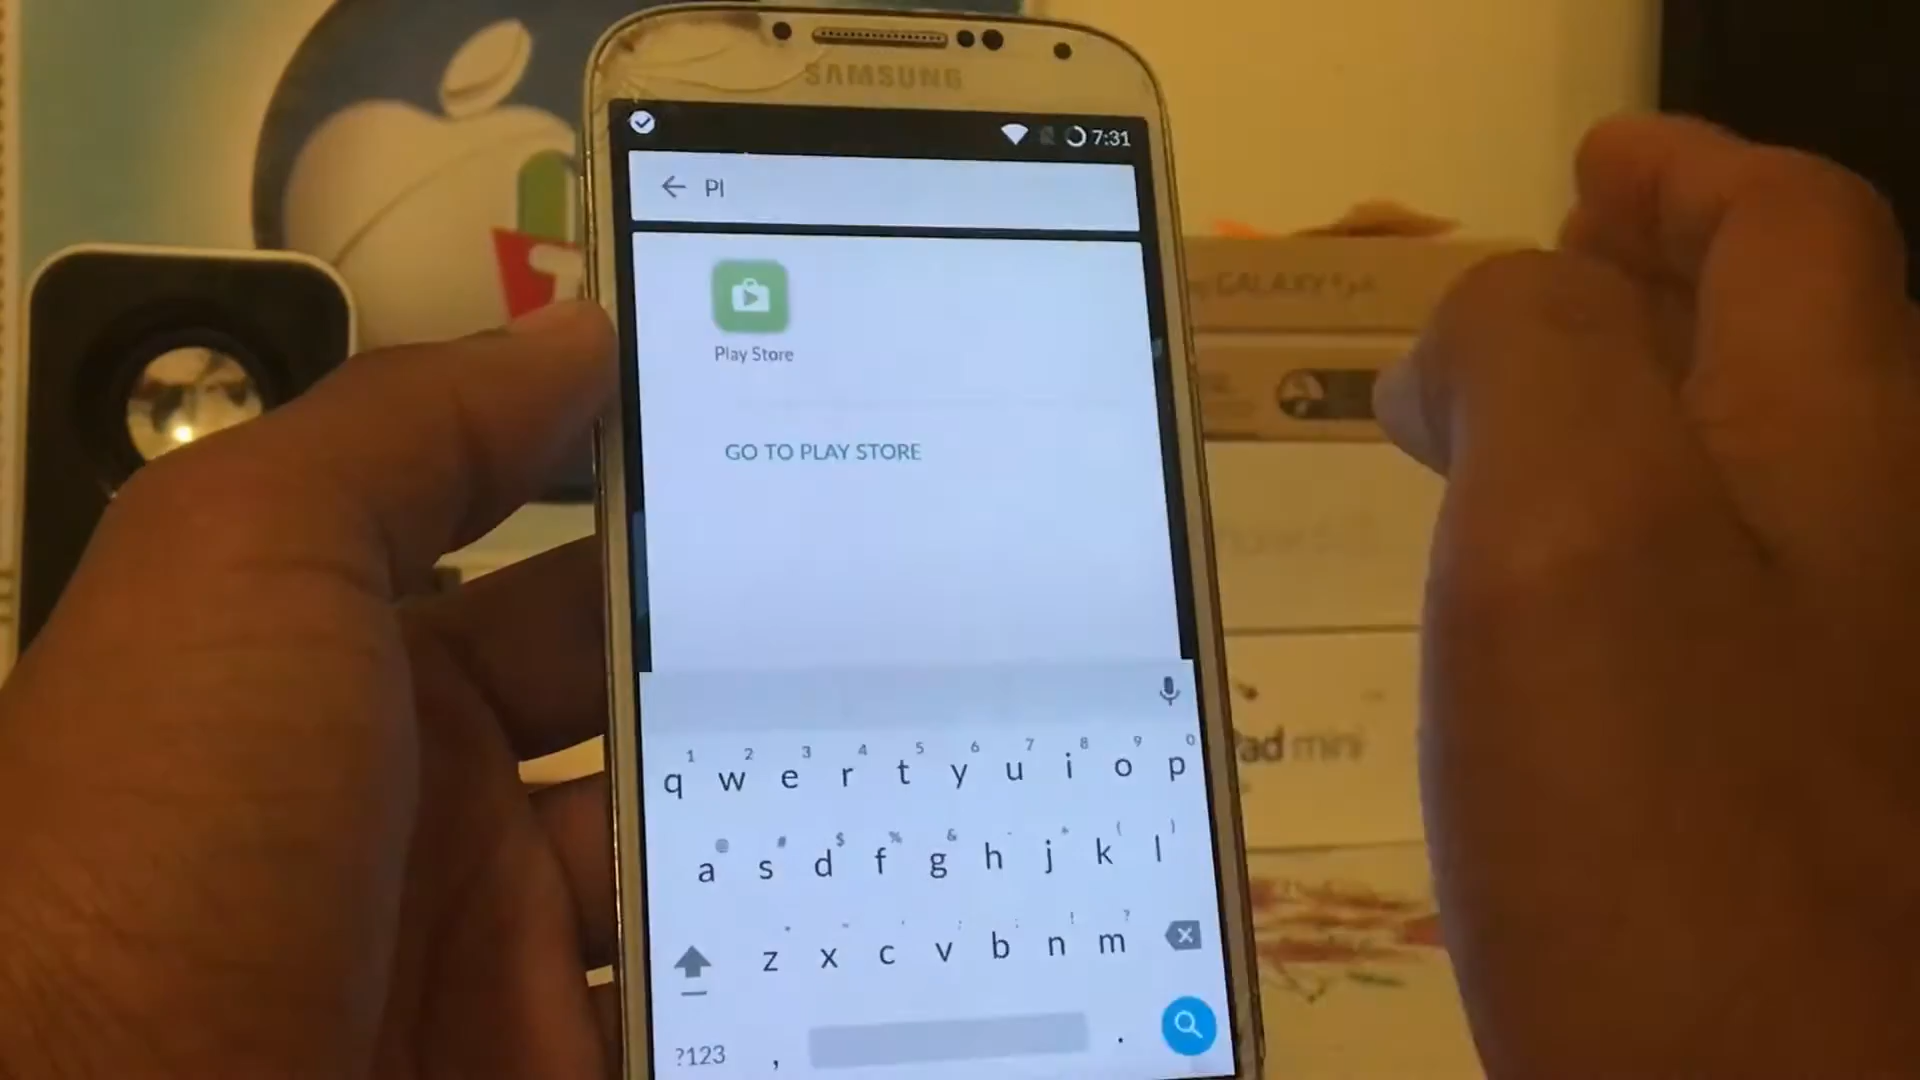 SAMSUNG
7:31
Pl
Play Store
GO TO PLAY STORE
1 2 3 4 5 6 7 8 9 0
q w e r t y u i o p
@ # $ % & - + ( )
a s d f g h j k l
z x c v b n m
?123 , .
GALAXY
Pad mini